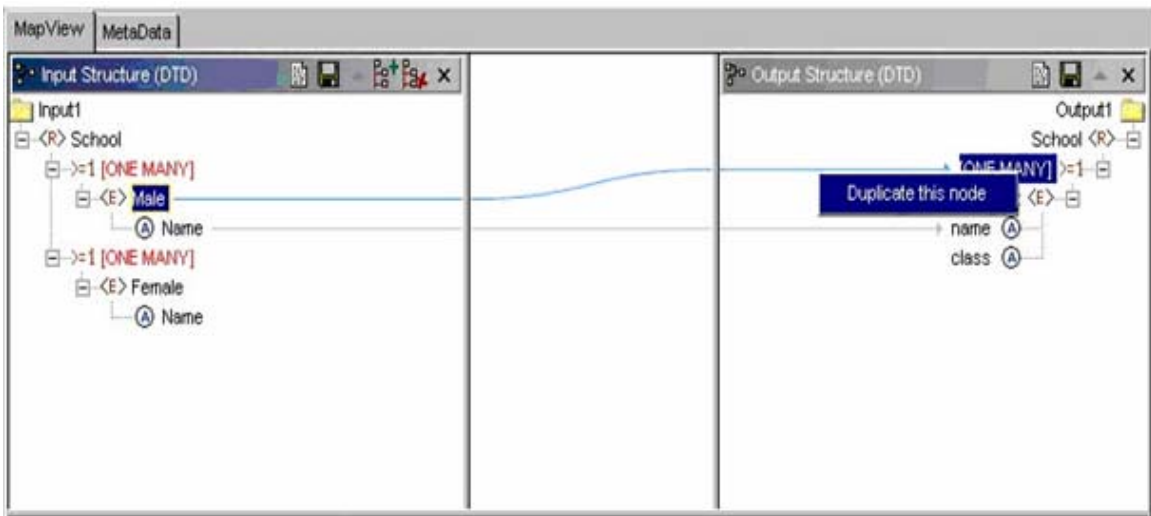 MapView MetaData
Input Structure (DTD)
Input1
<R> School
>=1 [ONE MANY]
<E> Male
(A) Name
>=1 [ONE MANY]
<E> Female
(A) Name
Output Structure (DTD)
Output1
School <R>
[ONE MANY] >=1
Duplicate this node
<E>
name (A)
class (A)